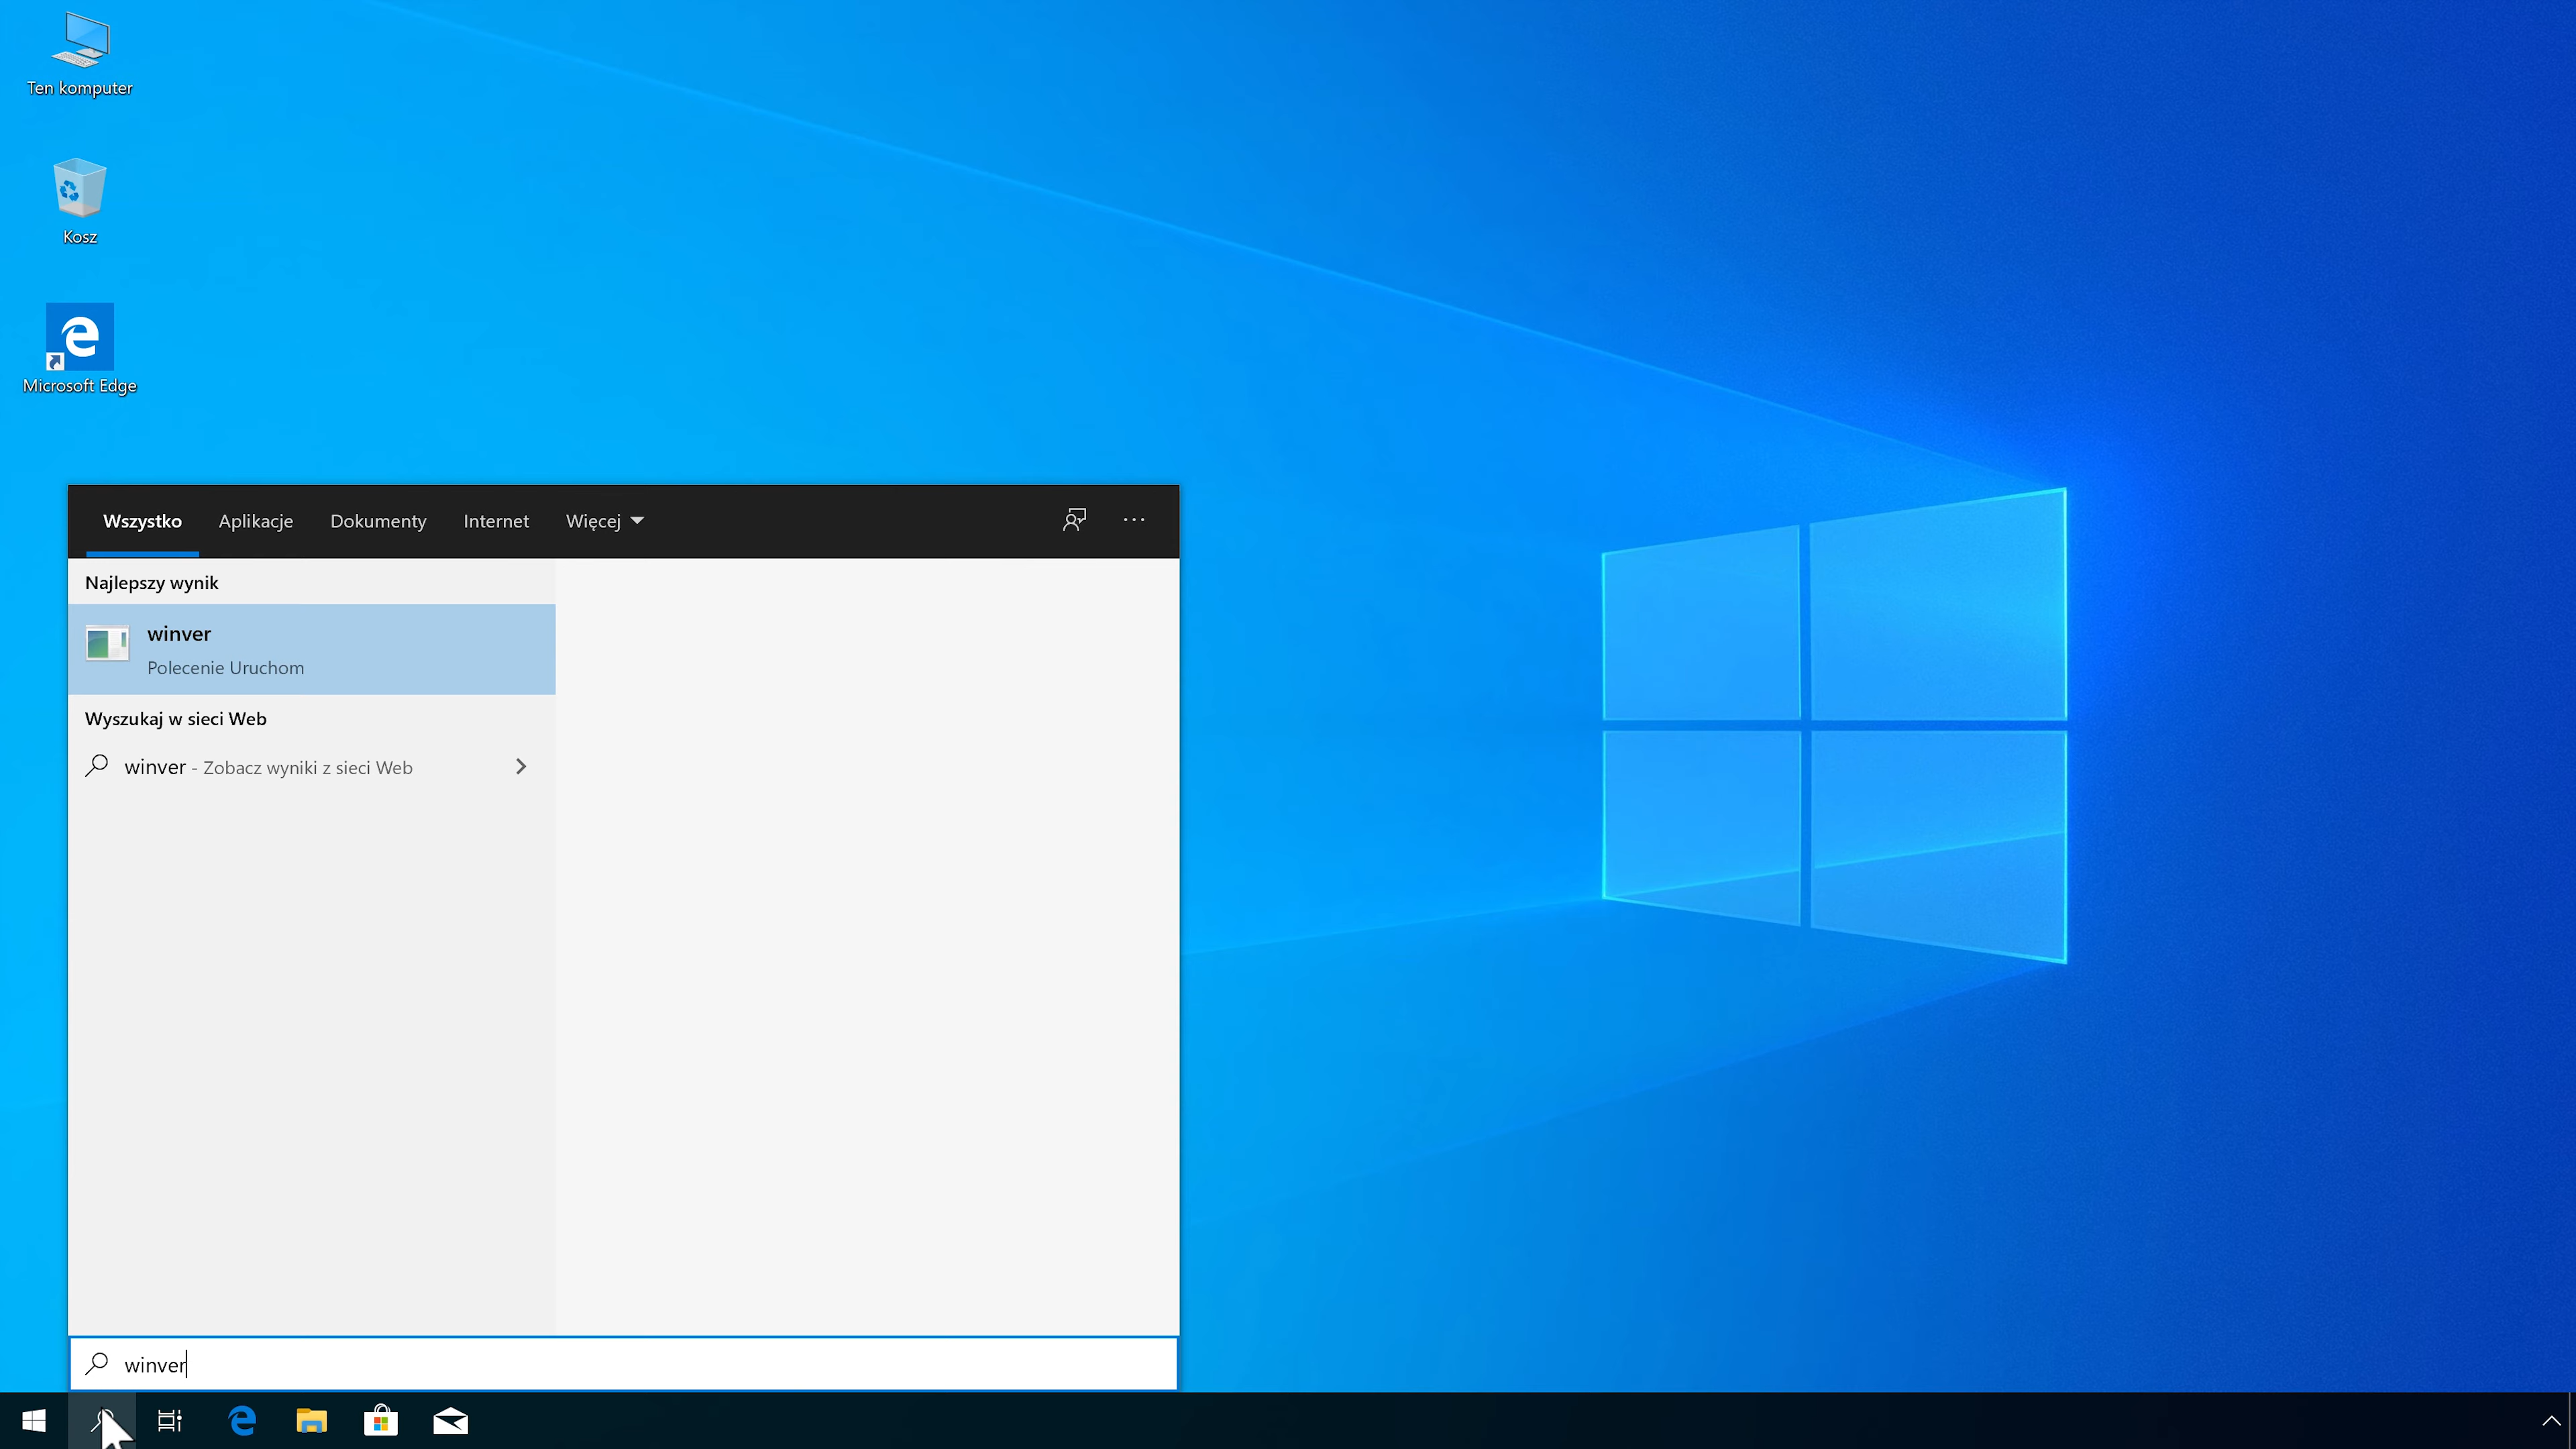 Ten komputer
Kosz
Microsoft Edge
Wszystko Aplikacje Dokumenty Internet Więcej
Najlepszy wynik
winver
Polecenie Uruchom
Wyszukaj w sieci Web
winver - Zobacz wyniki z sieci Web
winver